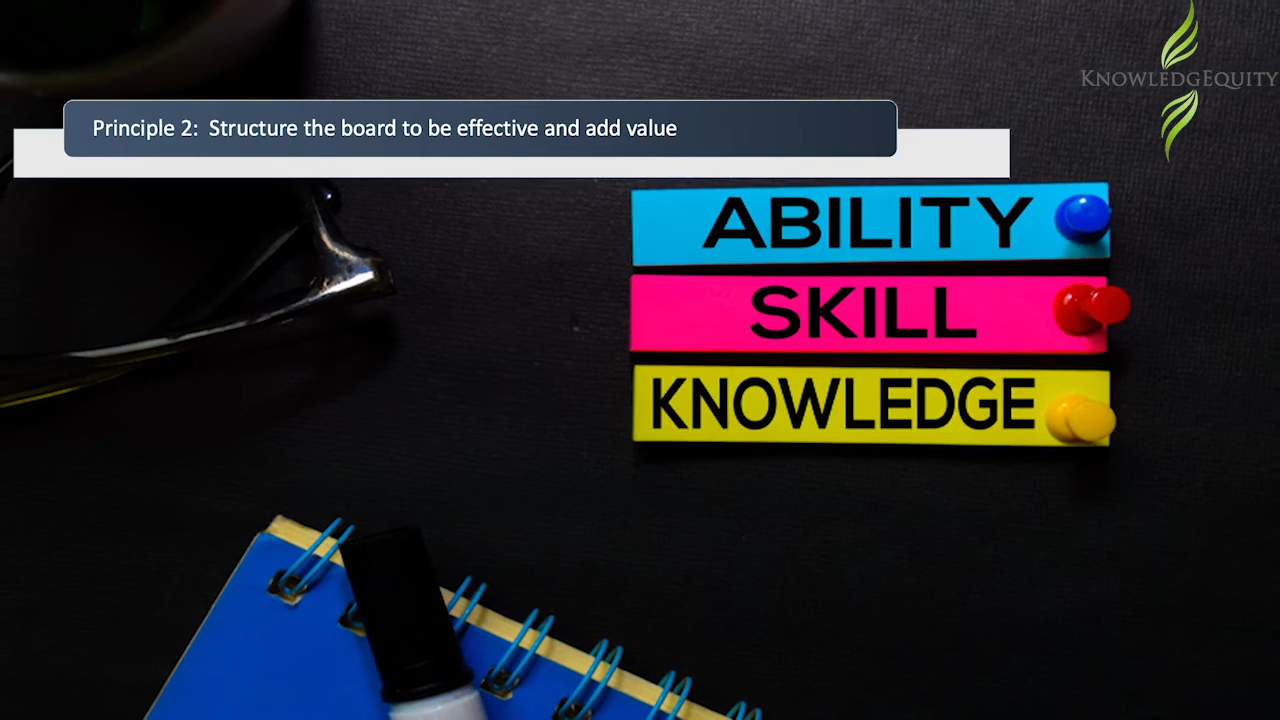 KNOWLEDGEQUITY
Principle 2:  Structure the board to be effective and add value
ABILITY
SKILL
KNOWLEDGE